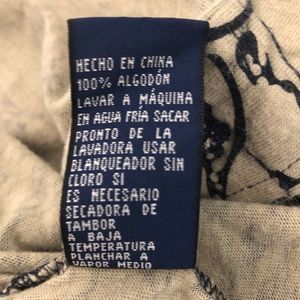 HECHO EN CHINA
100% ALGODÓN
LAVAR A MÁQUINA
EN AGUA FRÍA SACAR
PRONTO DE LA
LAVADORA USAR
BLANQUEADOR SIN
CLORO SI
ES NECESARIO
SECADORA DE
TAMBOR
A BAJA
TEMPERATURA
PLANCHAR A
VAPOR MEDIO